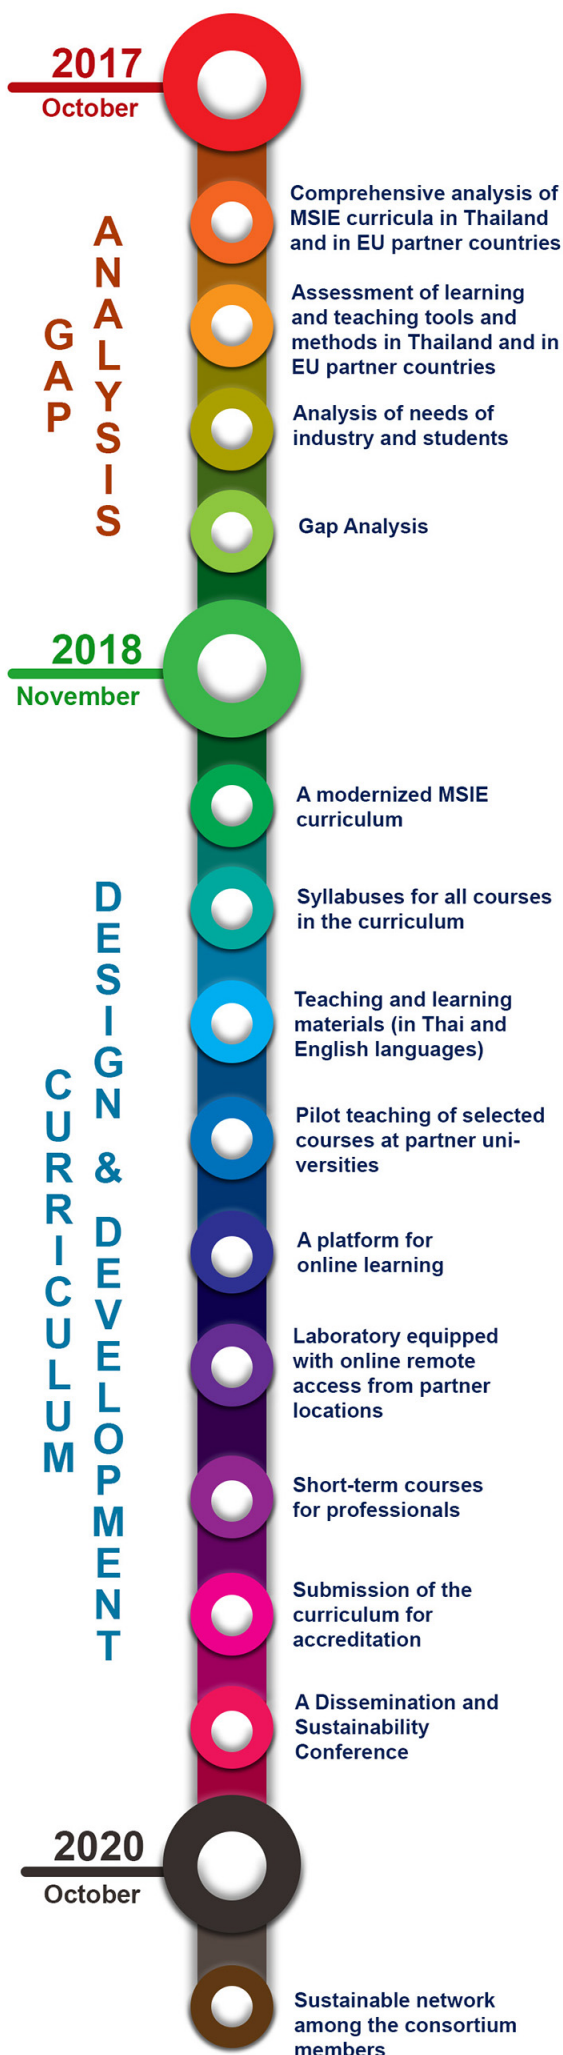 2017
October
GAP
ANALYSIS
Comprehensive analysis of
MSIE curricula in Thailand
and in EU partner countries
Assessment of learning
and teaching tools and
methods in Thailand and in
EU partner countries
Analysis of needs of
industry and students
Gap Analysis
2018
November
CURRICULUM
DESIGN & DEVELOPMENT
A modernized MSIE
curriculum
Syllabuses for all courses
in the curriculum
Teaching and learning
materials (in Thai and
English languages)
Pilot teaching of selected
courses at partner uni-
versities
A platform for
online learning
Laboratory equipped
with online remote
access from partner
locations
Short-term courses
for professionals
Submission of the
curriculum for
accreditation
A Dissemination and
Sustainability
Conference
2020
October
Sustainable network
among the consortium
members